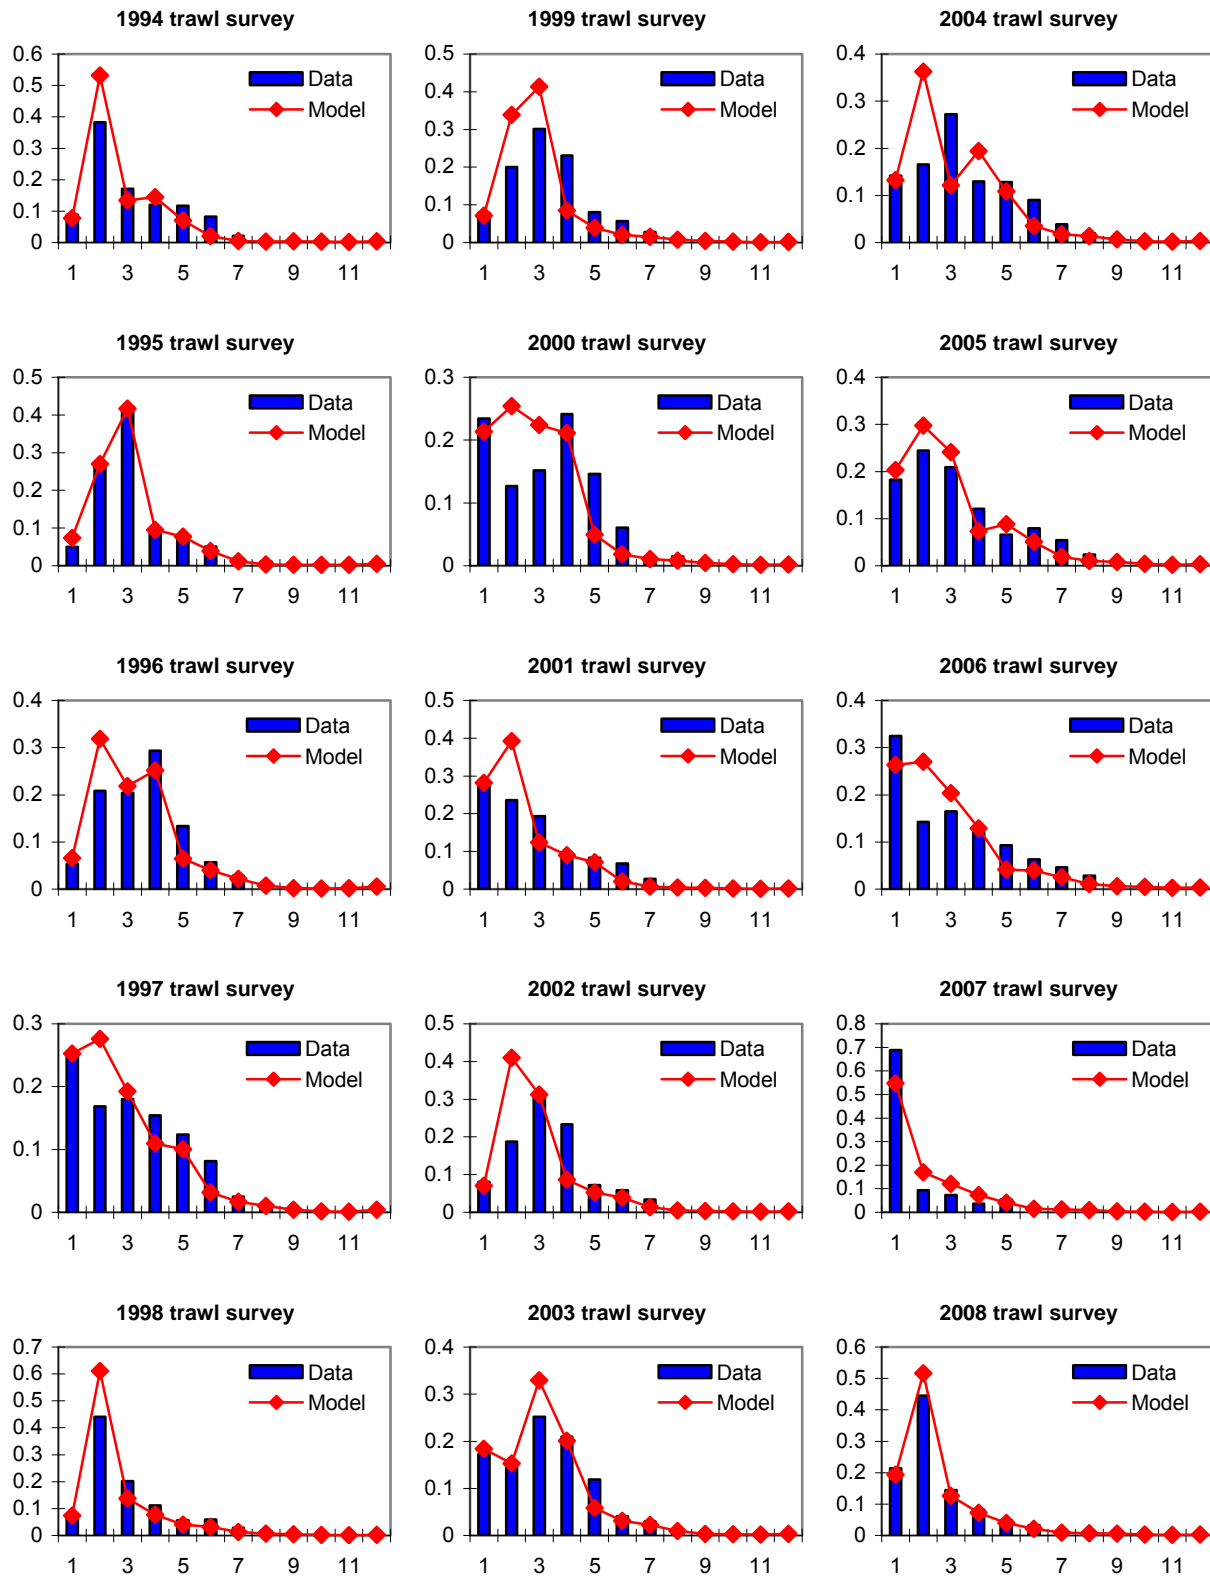 1994 trawl survey
0.6
0.5
0.4
0.3
0.2
0.1
0
Data
Model
1 3 5 7 9 11
1999 trawl survey
0.5
0.4
0.3
0.2
0.1
0
Data
Model
1 3 5 7 9 11
2004 trawl survey
0.4
0.3
0.2
0.1
0
Data
Model
1 3 5 7 9 11
1995 trawl survey
0.5
0.4
0.3
0.2
0.1
0
Data
Model
1 3 5 7 9 11
2000 trawl survey
0.3
0.2
0.1
0
Data
Model
1 3 5 7 9 11
2005 trawl survey
0.4
0.3
0.2
0.1
0
Data
Model
1 3 5 7 9 11
1996 trawl survey
0.4
0.3
0.2
0.1
0
Data
Model
1 3 5 7 9 11
2001 trawl survey
0.5
0.4
0.3
0.2
0.1
0
Data
Model
1 3 5 7 9 11
2006 trawl survey
0.4
0.3
0.2
0.1
0
Data
Model
1 3 5 7 9 11
1997 trawl survey
0.3
0.2
0.1
0
Data
Model
1 3 5 7 9 11
2002 trawl survey
0.5
0.4
0.3
0.2
0.1
0
Data
Model
1 3 5 7 9 11
2007 trawl survey
0.8
0.7
0.6
0.5
0.4
0.3
0.2
0.1
0
Data
Model
1 3 5 7 9 11
1998 trawl survey
0.7
0.6
0.5
0.4
0.3
0.2
0.1
0
Data
Model
1 3 5 7 9 11
2003 trawl survey
0.4
0.3
0.2
0.1
0
Data
Model
1 3 5 7 9 11
2008 trawl survey
0.6
0.5
0.4
0.3
0.2
0.1
0
Data
Model
1 3 5 7 9 11